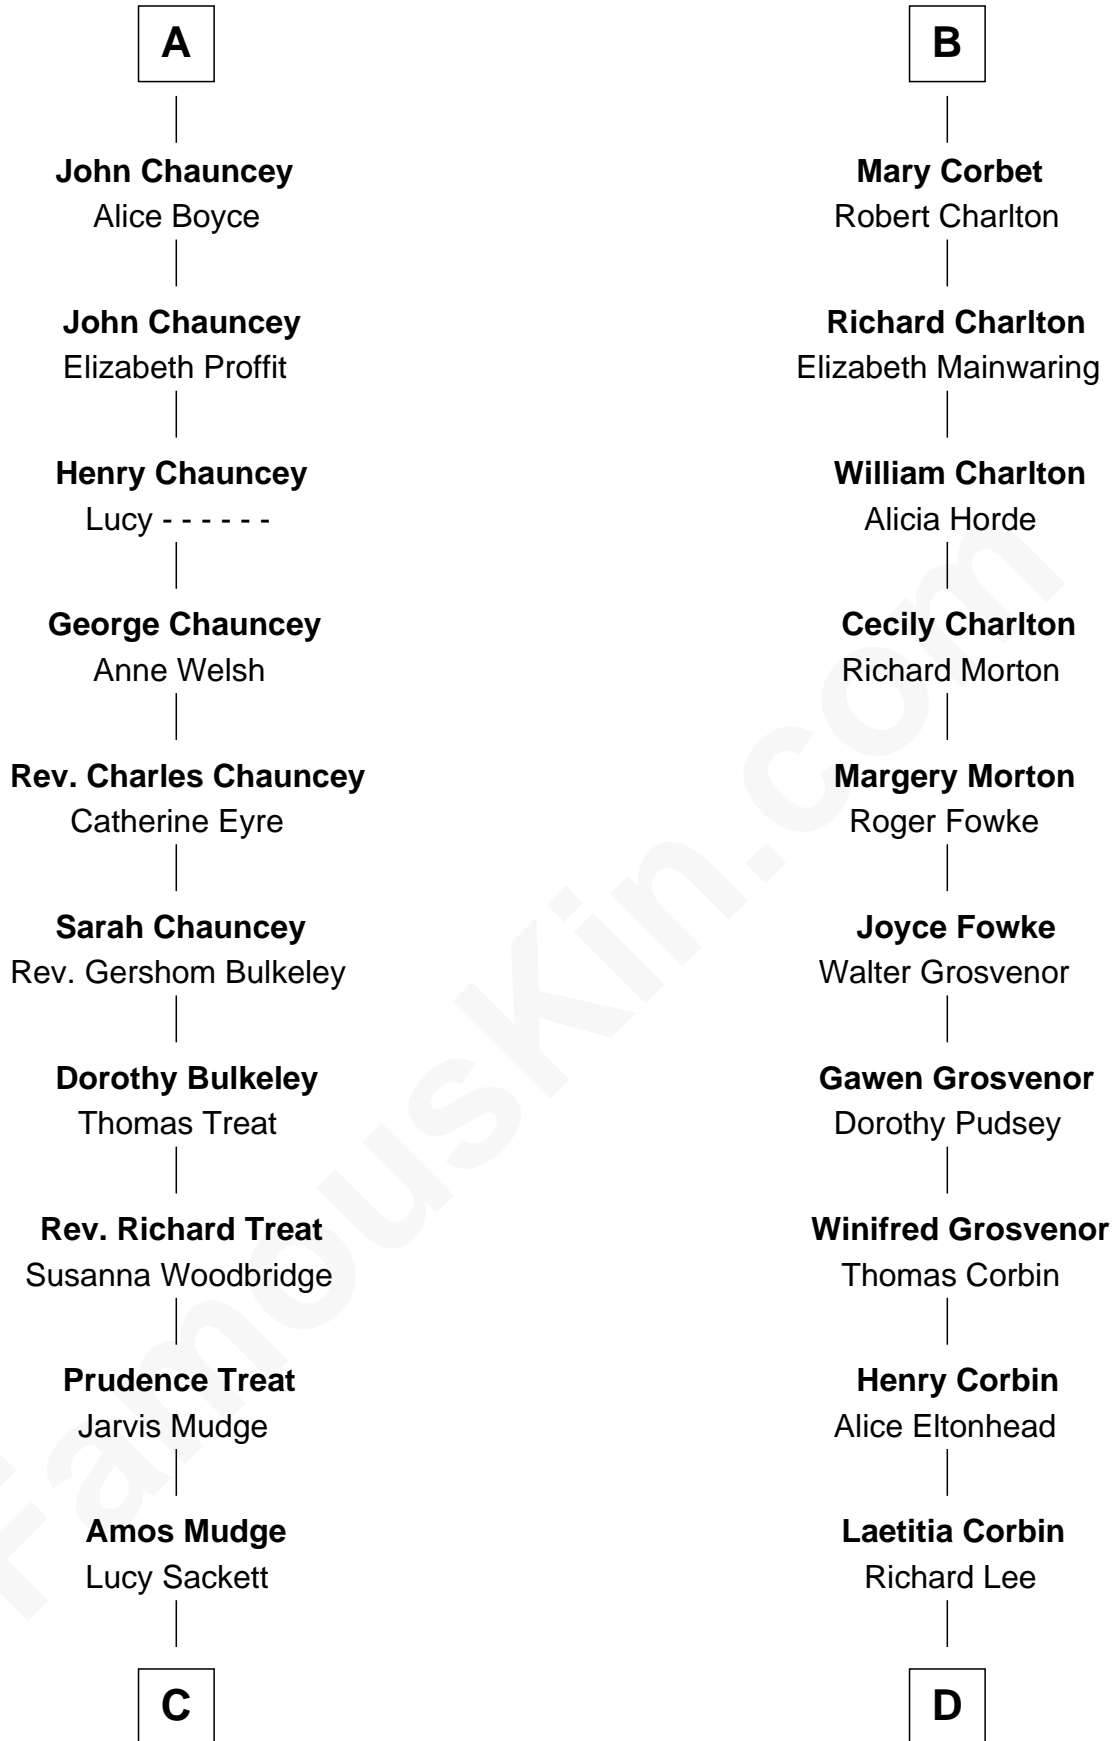 A
John Chauncey
Alice Boyce
John Chauncey
Elizabeth Proffit
Henry Chauncey
Lucy - - - - - -
George Chauncey
Anne Welsh
Rev. Charles Chauncey
Catherine Eyre
Sarah Chauncey
Rev. Gershom Bulkeley
Dorothy Bulkeley
Thomas Treat
Rev. Richard Treat
Susanna Woodbridge
Prudence Treat
Jarvis Mudge
Amos Mudge
Lucy Sackett
C
B
Mary Corbet
Robert Charlton
Richard Charlton
Elizabeth Mainwaring
William Charlton
Alicia Horde
Cecily Charlton
Richard Morton
Margery Morton
Roger Fowke
Joyce Fowke
Walter Grosvenor
Gawen Grosvenor
Dorothy Pudsey
Winifred Grosvenor
Thomas Corbin
Henry Corbin
Alice Eltonhead
Laetitia Corbin
Richard Lee
D
FamousKin.com